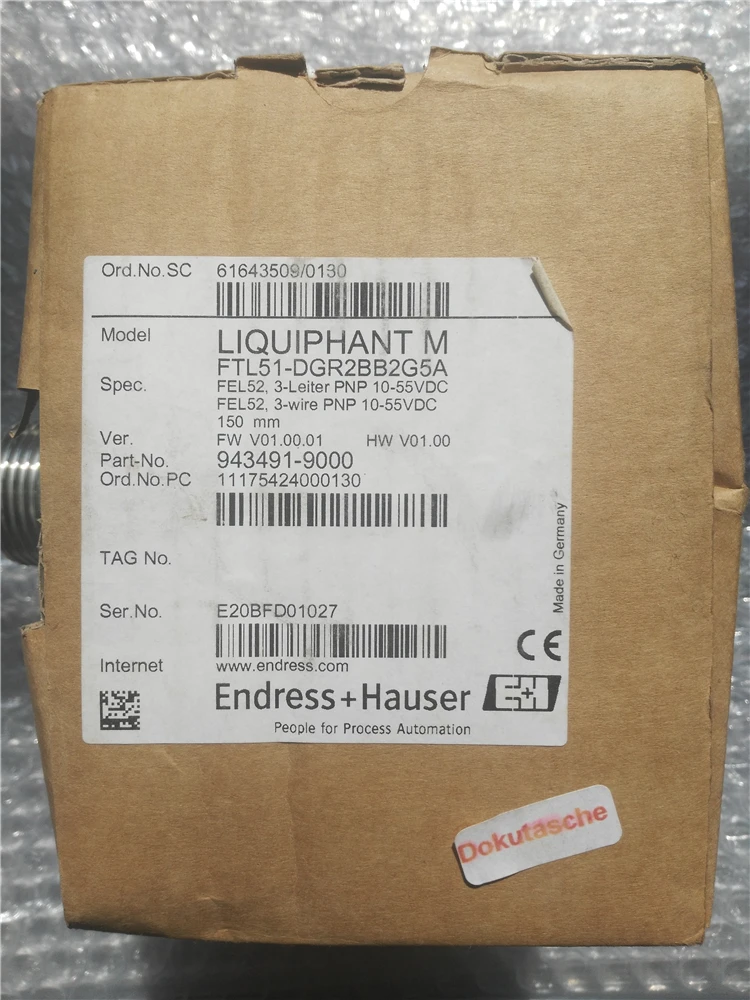 Ord.No.SC 61643509/0130
Model LIQUIPHANT M
FTL51-DGR2BB2G5A
Spec. FEL52, 3-Leiter PNP 10-55VDC
FEL52, 3-wire PNP 10-55VDC
150 mm
Ver. FW V01.00.01 HW V01.00
Part-No. 943491-9000
Ord.No.PC 11175424000130
Made in Germany
TAG No.
Ser.No. E20BFD01027
CE
Internet www.endress.com
Endress+Hauser E+H
People for Process Automation
Dokutasche